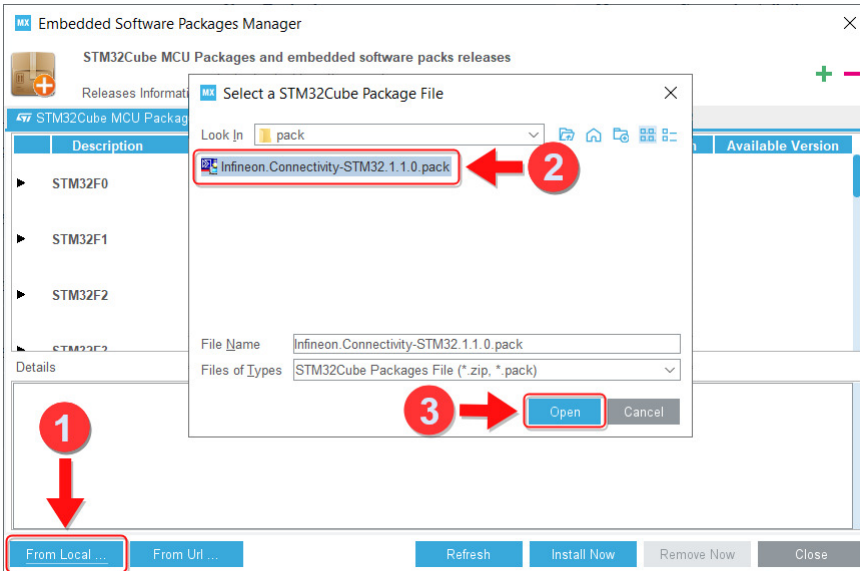 MX Embedded Software Packages Manager
STM32Cube MCU Packages and embedded software packs releases
Releases Informati
STM32Cube MCU Packag
Description
Available Version
STM32F0
STM32F1
STM32F2
Details
MX Select a STM32Cube Package File
Look In pack
Infineon.Connectivity-STM32.1.1.0.pack
2
File Name Infineon.Connectivity-STM32.1.1.0.pack
Files of Types STM32Cube Packages File (*.zip, *.pack)
3
Open Cancel
1
From Local ... From Url ... Refresh Install Now Remove Now Close